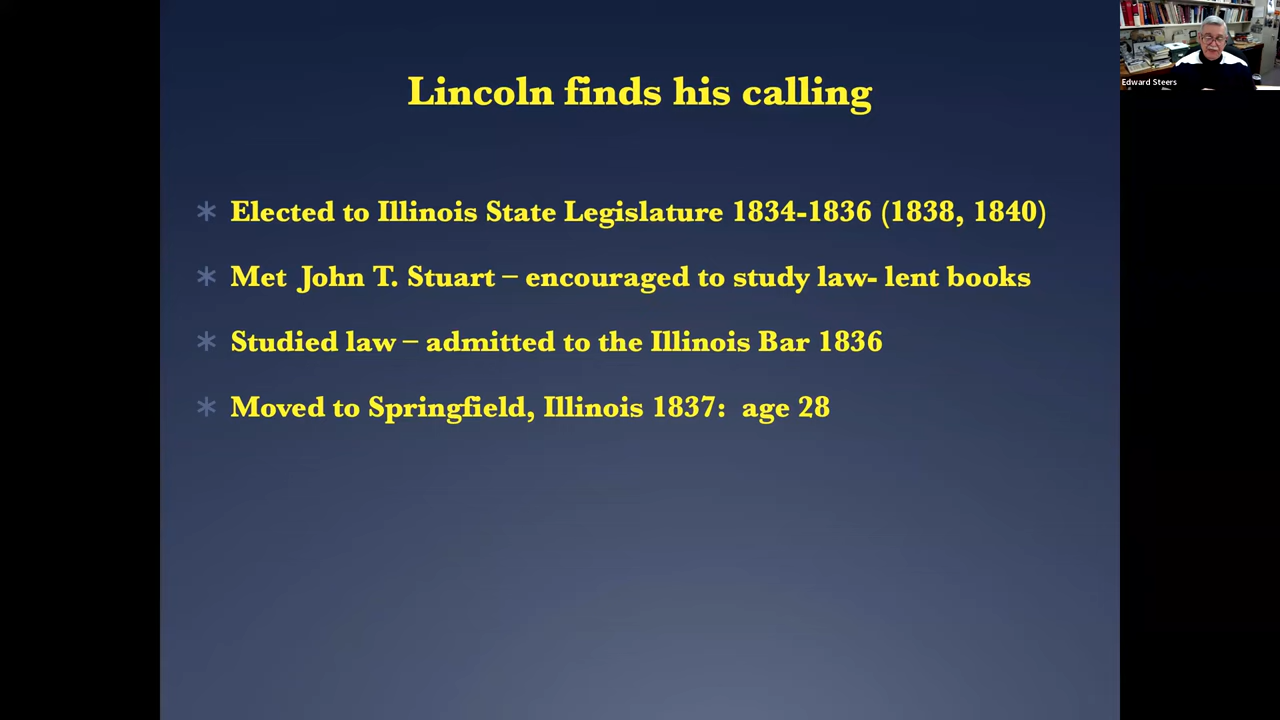 Lincoln finds his calling
Elected to Illinois State Legislature 1834-1836 (1838, 1840)
Met John T. Stuart – encouraged to study law- lent books
Studied law – admitted to the Illinois Bar 1836
Moved to Springfield, Illinois 1837: age 28
Edward Steers